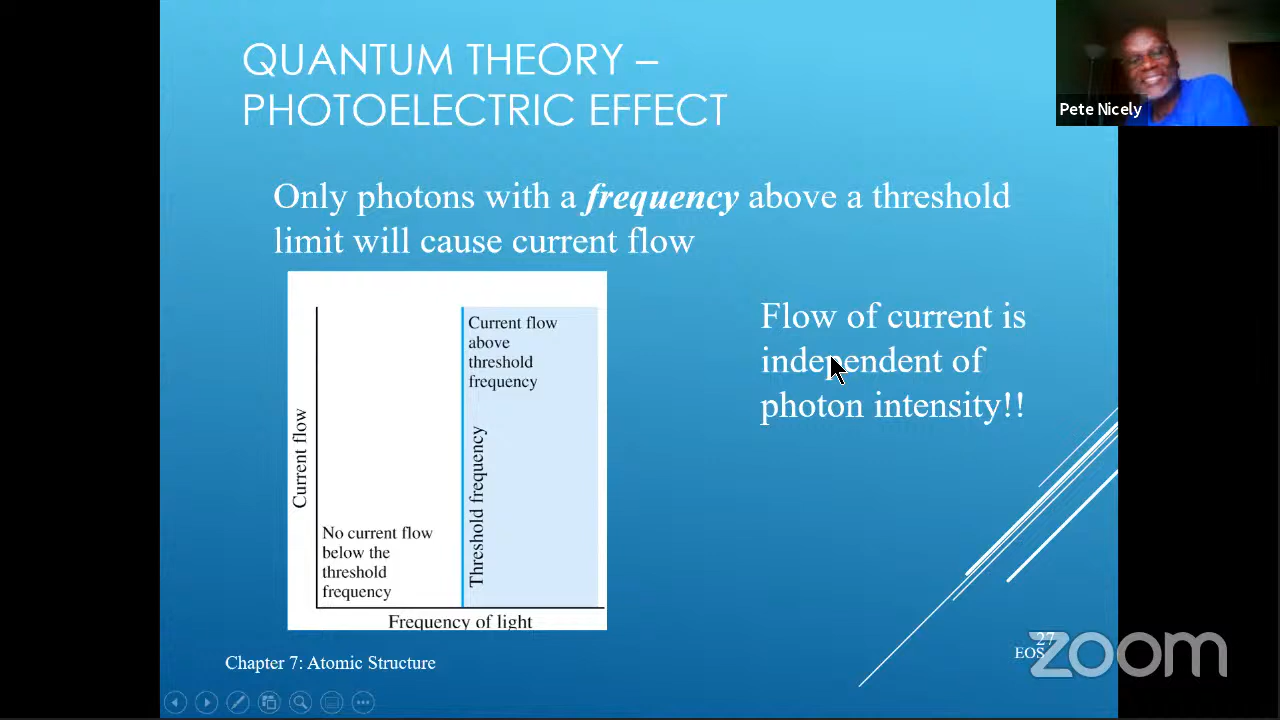 QUANTUM THEORY –
PHOTOELECTRIC EFFECT
Pete Nicely
Only photons with a frequency above a threshold
limit will cause current flow
Flow of current is
independent of
photon intensity!!
Current flow
above
threshold
frequency
Threshold frequency
Current flow
No current flow
below the
threshold
frequency
Frequency of light
Chapter 7: Atomic Structure
27
EOS
zoom